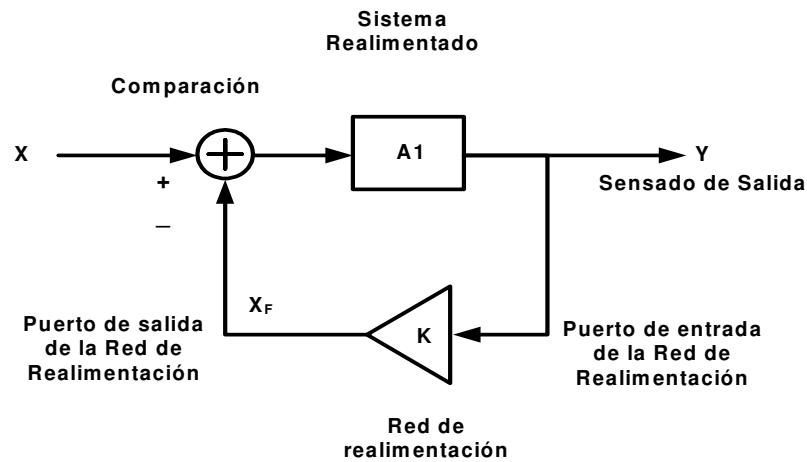 Sistema
Realimentado
Comparación
X
A1
Y
+
Sensado de Salida
–
XF
Puerto de salida
de la Red de
Realimentación
K
Puerto de entrada
de la Red de
Realimentación
Red de
realimentación